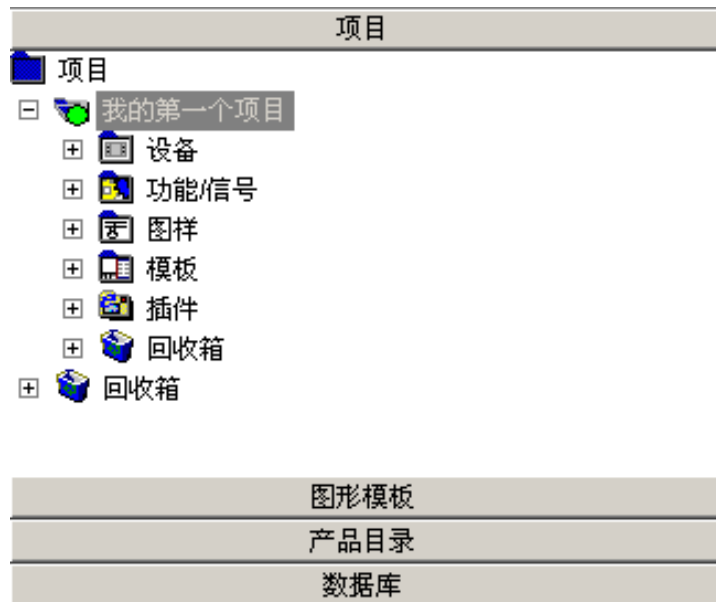 项目
项目
我的第一个项目
设备
功能/信号
图样
模板
插件
回收箱
回收箱
图形模板
产品目录
数据库